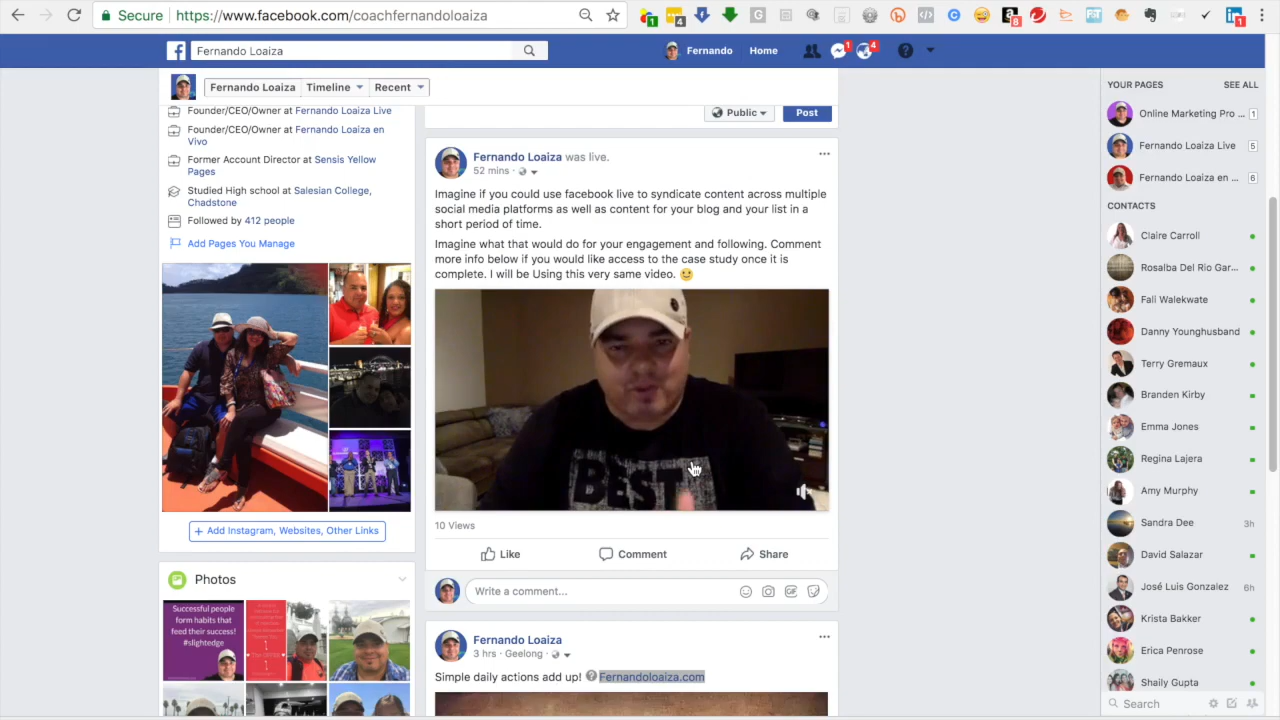 Secure https://www.facebook.com/coachfernandoloaiza
1
4
8
1
Fernando Loaiza
Fernando Home 1 4
Fernando Loaiza Timeline Recent
Founder/CEO/Owner at Fernando Loaiza Live
Founder/CEO/Owner at Fernando Loaiza en
Vivo
Former Account Director at Sensis Yellow
Pages
Studied High school at Salesian College,
Chadstone
Followed by 412 people
Add Pages You Manage
+ Add Instagram, Websites, Other Links
Photos
Successful people
form habits that
feed their success!
#slightedge
Public Post
Fernando Loaiza was live.
52 mins ·
Imagine if you could use facebook live to syndicate content across multiple
social media platforms as well as content for your blog and your list in a
short period of time.
Imagine what that would do for your engagement and following. Comment
more info below if you would like access to the case study once it is
complete. I will be Using this very same video.
BEST
10 Views
Like Comment Share
Write a comment...
GIF
Fernando Loaiza
3 hrs · Geelong ·
Simple daily actions add up! Fernandoloaiza.com
YOUR PAGES SEE ALL
Online Marketing Pro ... 1
Fernando Loaiza Live 5
Fernando Loaiza en ... 6
CONTACTS
Claire Carroll
Rosalba Del Rio Gar...
Fali Walekwate
Danny Younghusband
Terry Gremaux
Branden Kirby
Emma Jones
Regina Lajera
Amy Murphy
Sandra Dee 3h
David Salazar
José Luis Gonzalez 6h
Krista Bakker
Erica Penrose
Shaily Gupta
Search